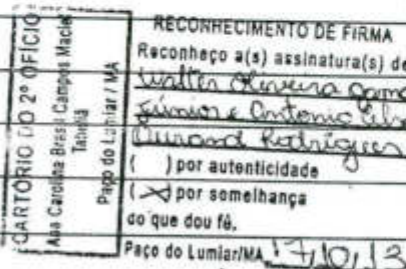 CARTÓRIO DO 2º OFÍCIO
Ana Carolina Brasil Campos Maciel
Tabeliã
Paço do Lumiar / MA
RECONHECIMENTO DE FIRMA
Reconheço a(s) assinatura(s) de
Walter Oliveira Gama
Júnior e Antonio
Durand Rodrigues
( ) por autenticidade
(X) por semelhança
do que dou fé.
Paço do Lumiar/MA 17,10,13